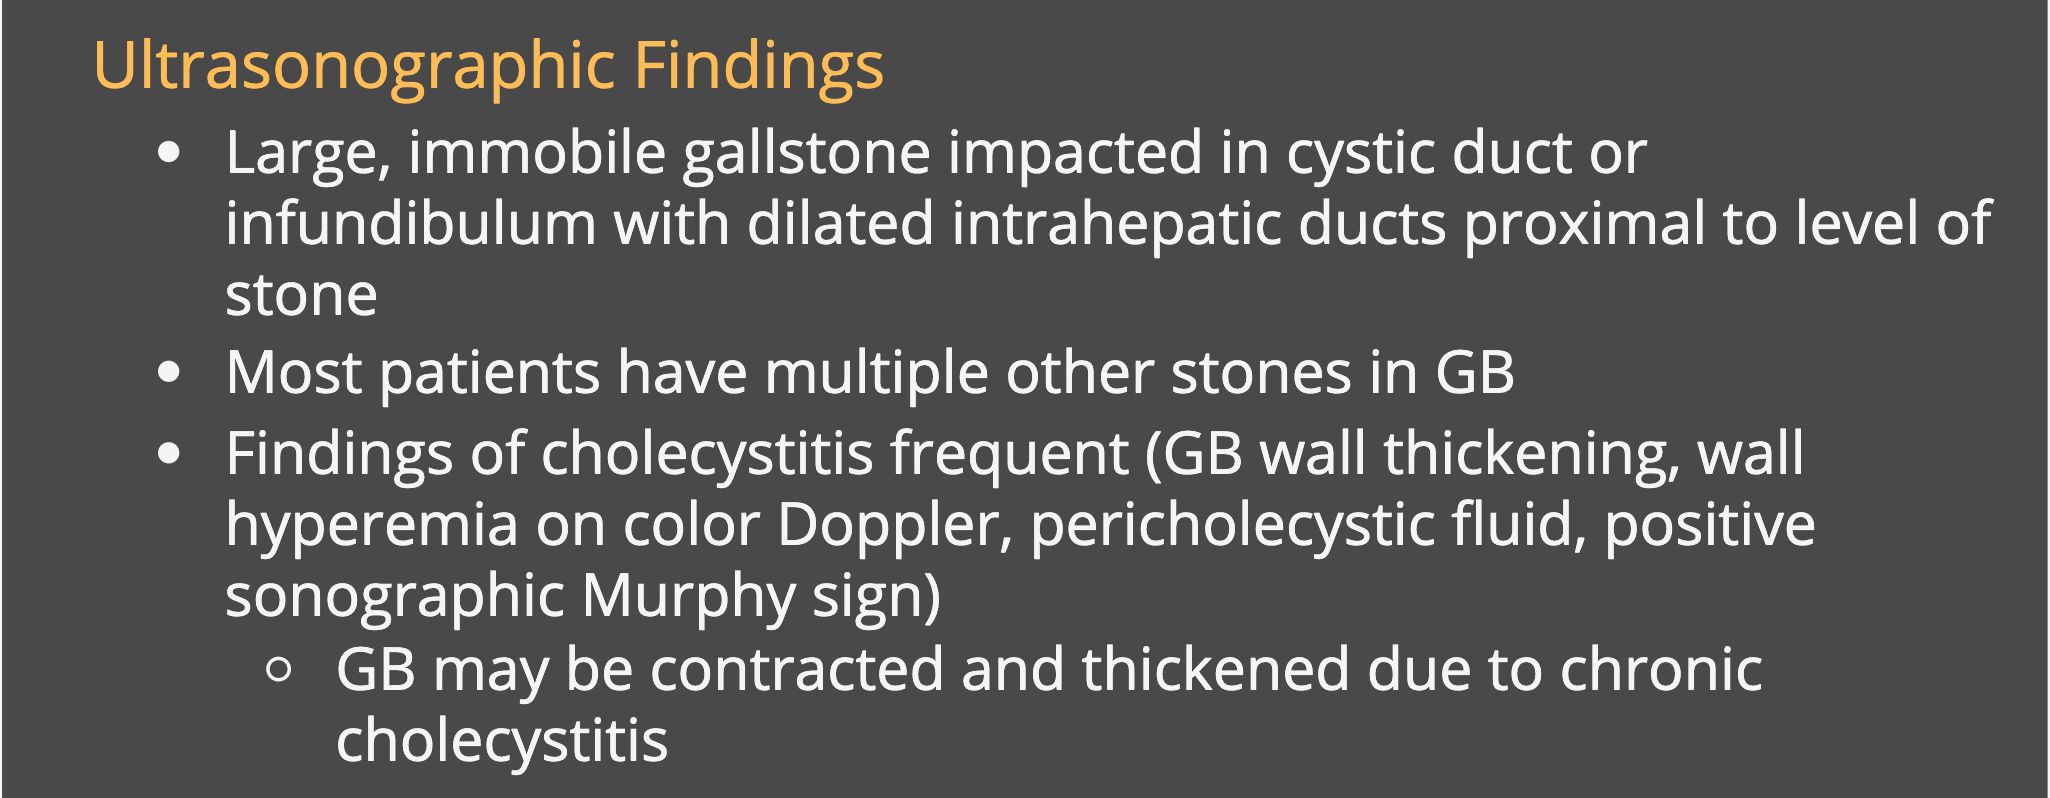 Ultrasonographic Findings
• Large, immobile gallstone impacted in cystic duct or
infundibulum with dilated intrahepatic ducts proximal to level of
stone
• Most patients have multiple other stones in GB
• Findings of cholecystitis frequent (GB wall thickening, wall
hyperemia on color Doppler, pericholecystic fluid, positive
sonographic Murphy sign)
○ GB may be contracted and thickened due to chronic
cholecystitis